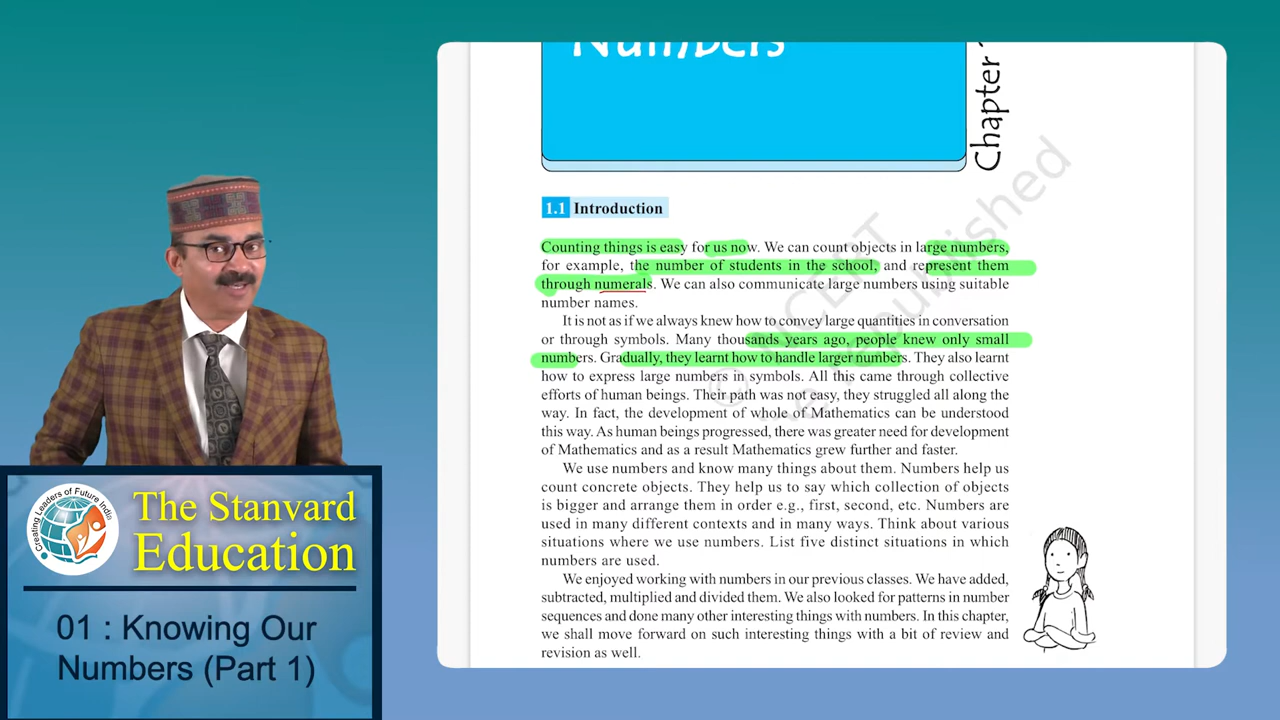 Numbers
Chapter
1.1 Introduction
Counting things is easy for us now. We can count objects in large numbers,
for example, the number of students in the school, and represent them
through numerals. We can also communicate large numbers using suitable
number names.
It is not as if we always knew how to convey large quantities in conversation
or through symbols. Many thousands years ago, people knew only small
numbers. Gradually, they learnt how to handle larger numbers. They also learnt
how to express large numbers in symbols. All this came through collective
efforts of human beings. Their path was not easy, they struggled all along the
way. In fact, the development of whole of Mathematics can be understood
this way. As human beings progressed, there was greater need for development
of Mathematics and as a result Mathematics grew further and faster.
We use numbers and know many things about them. Numbers help us
count concrete objects. They help us to say which collection of objects
is bigger and arrange them in order e.g., first, second, etc. Numbers are
used in many different contexts and in many ways. Think about various
situations where we use numbers. List five distinct situations in which
numbers are used.
We enjoyed working with numbers in our previous classes. We have added,
subtracted, multiplied and divided them. We also looked for patterns in number
sequences and done many other interesting things with numbers. In this chapter,
we shall move forward on such interesting things with a bit of review and
revision as well.
© NCERT
be republished
Creating Leaders of Future India
The Stanvard
Education
01 : Knowing Our
Numbers (Part 1)